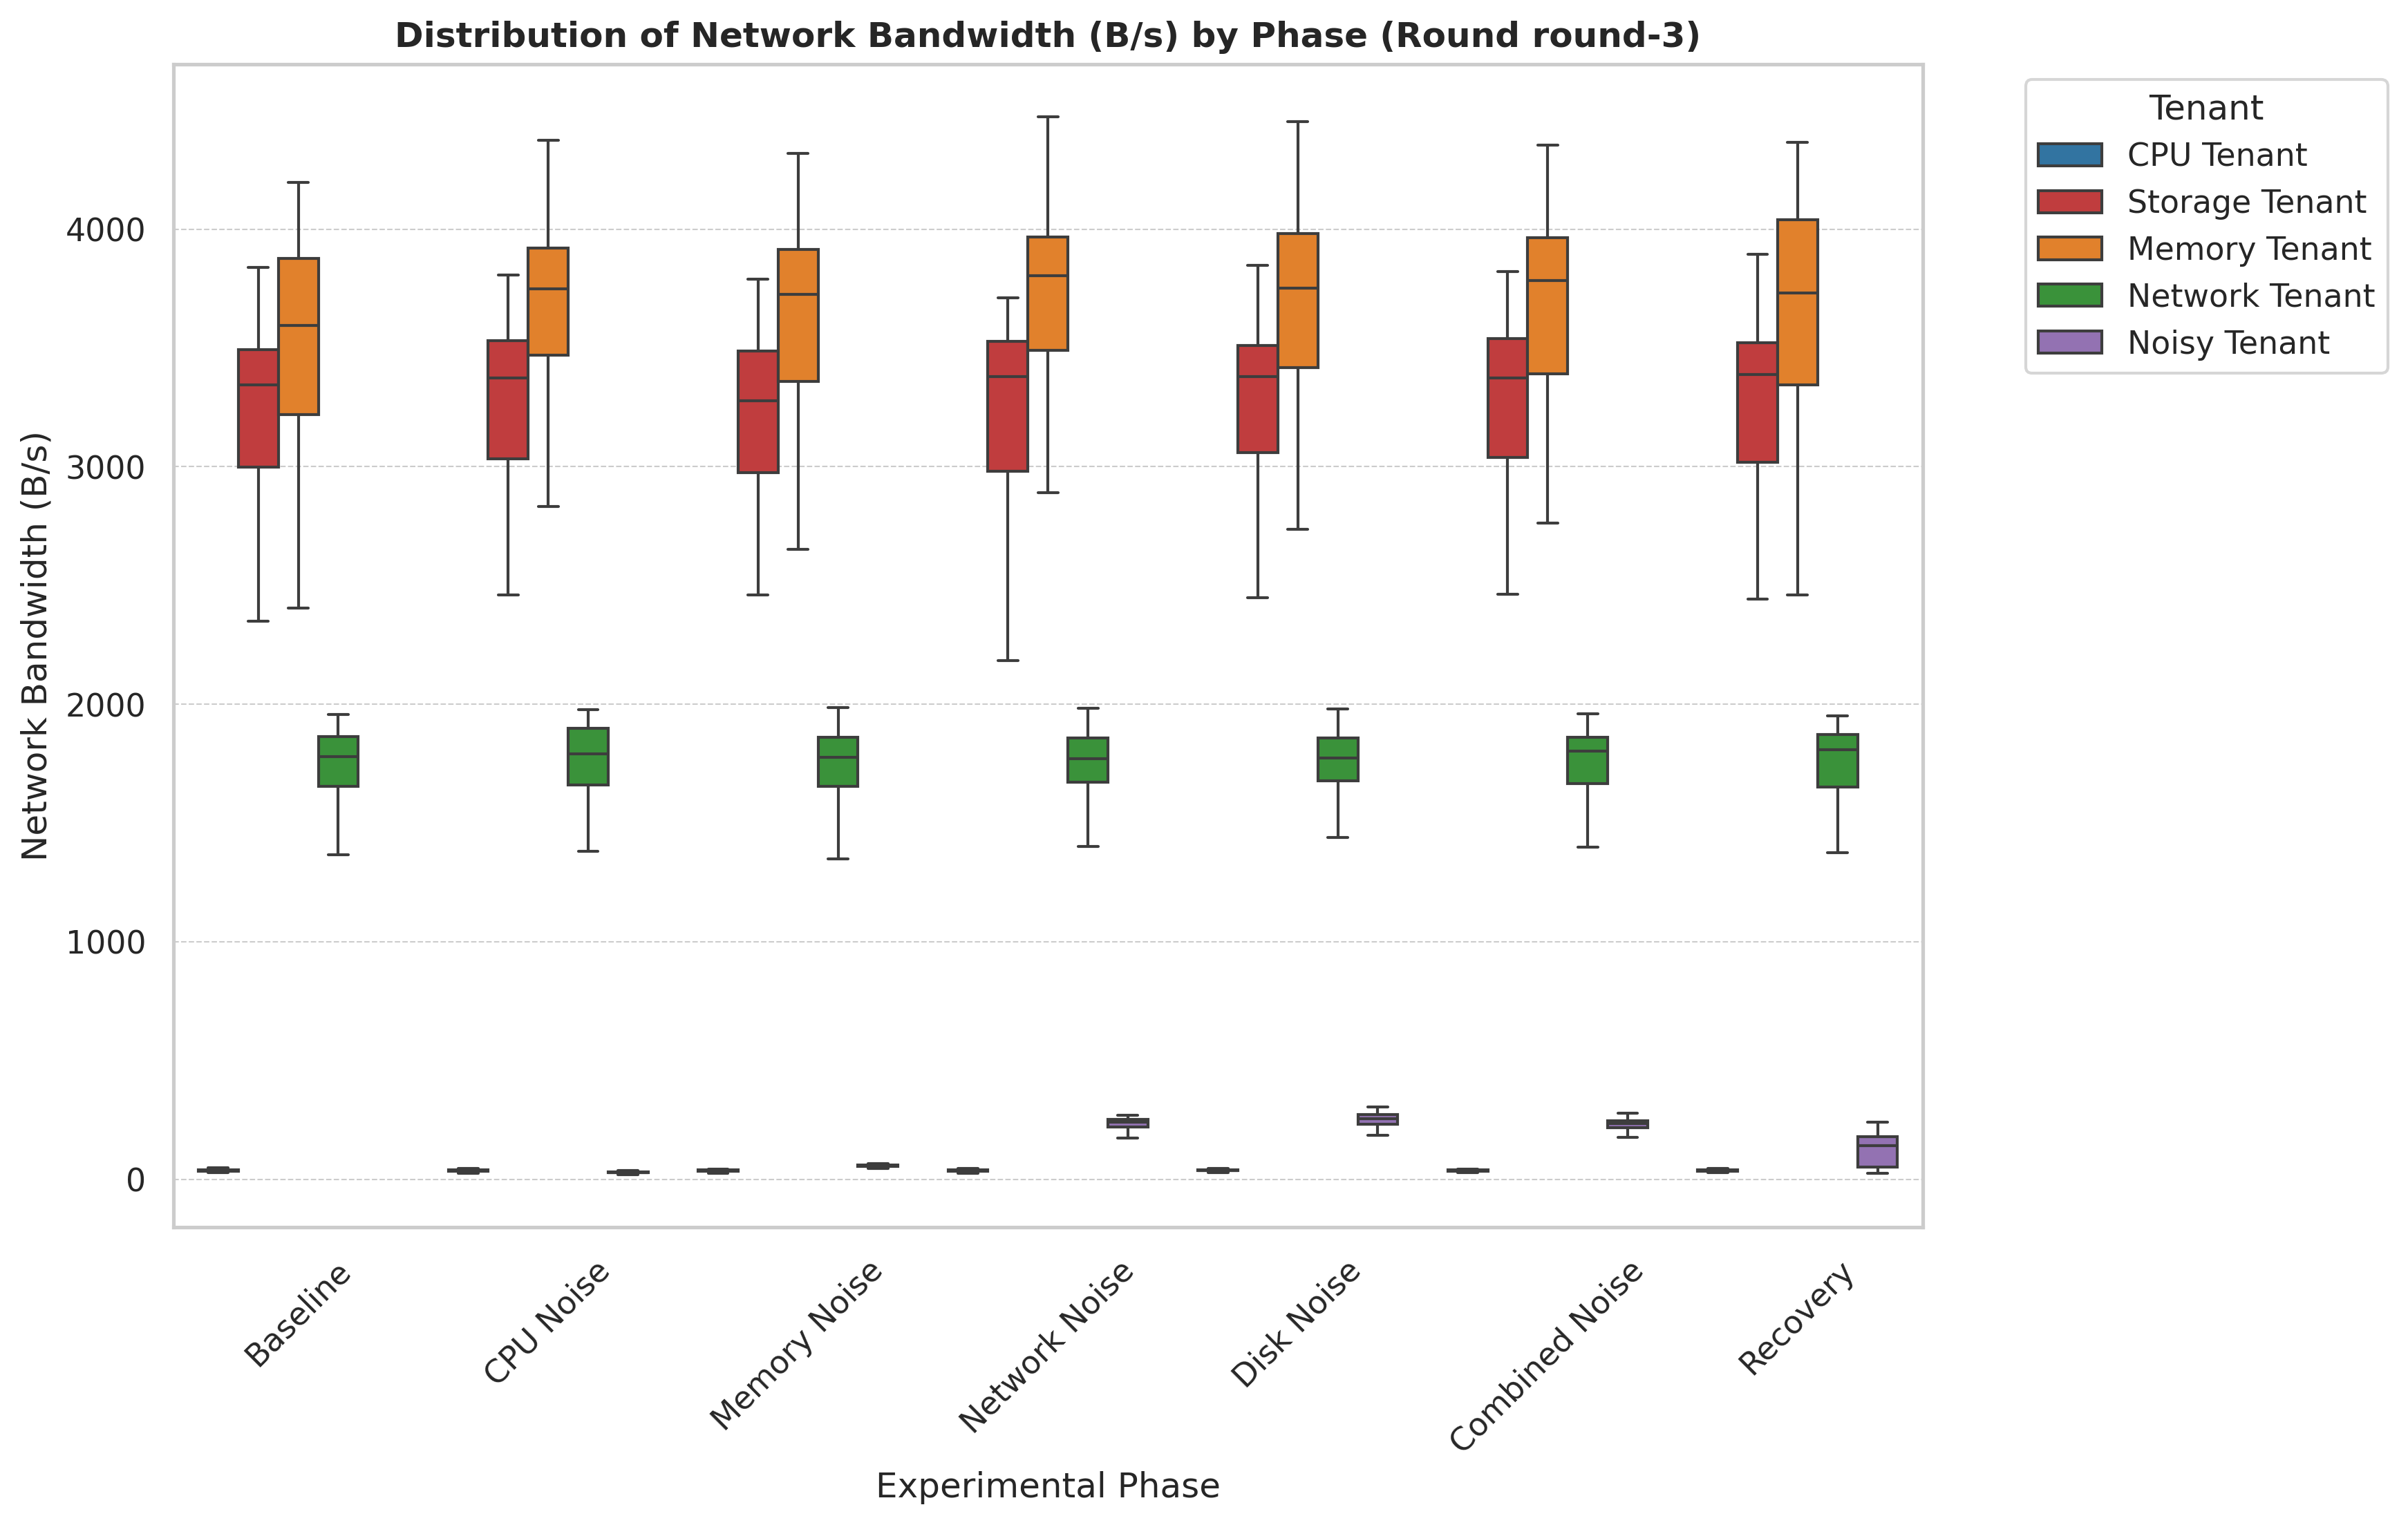 Distribution of Network Bandwidth (B/s) by Phase (Round round-3)
Network Bandwidth (B/s)
4000
3000
2000
1000
0
Baseline
CPU Noise
Memory Noise
Network Noise
Disk Noise
Combined Noise
Recovery
Experimental Phase
Tenant
CPU Tenant
Storage Tenant
Memory Tenant
Network Tenant
Noisy Tenant